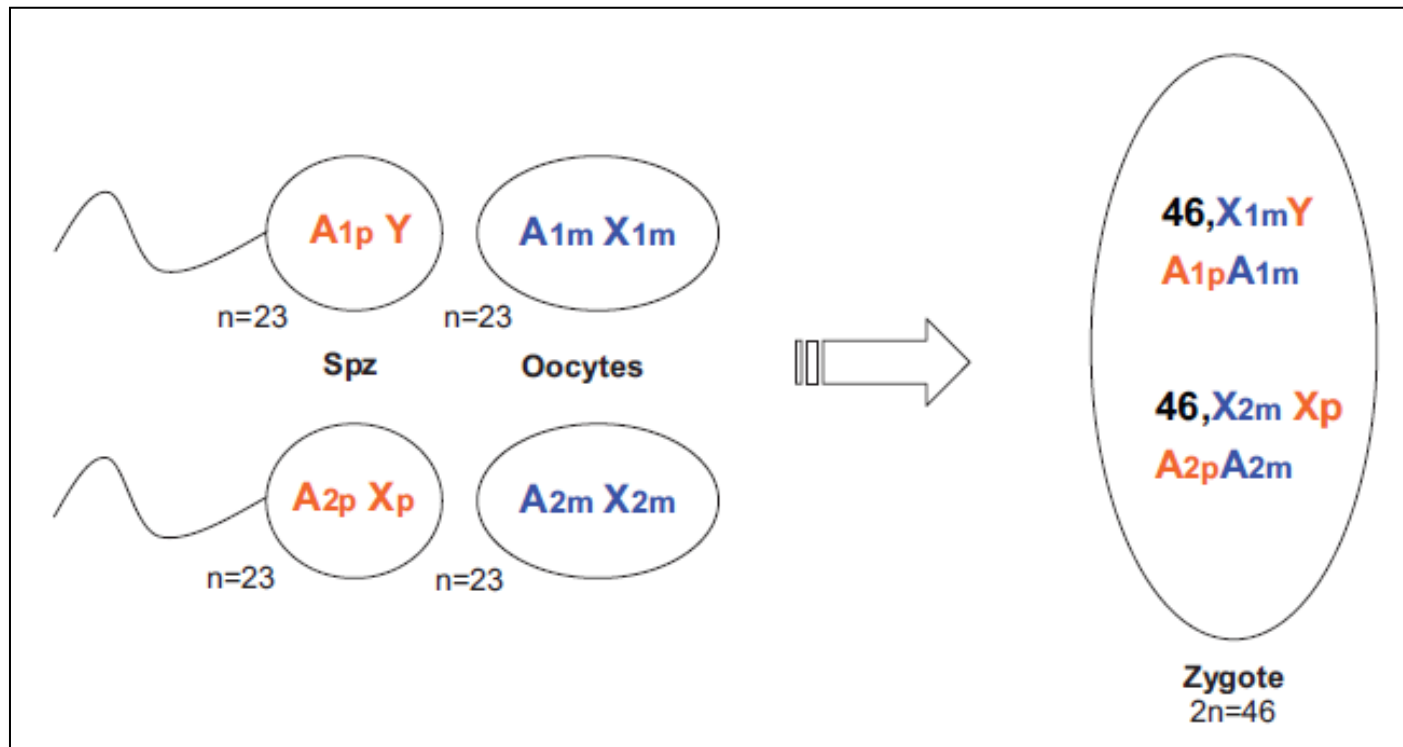 A1p Y
A1m X1m
n=23
n=23
Spz
Oocytes
A2p Xp
A2m X2m
n=23
n=23
46,X1mY
A1pA1m
46,X2m Xp
A2pA2m
Zygote
2n=46